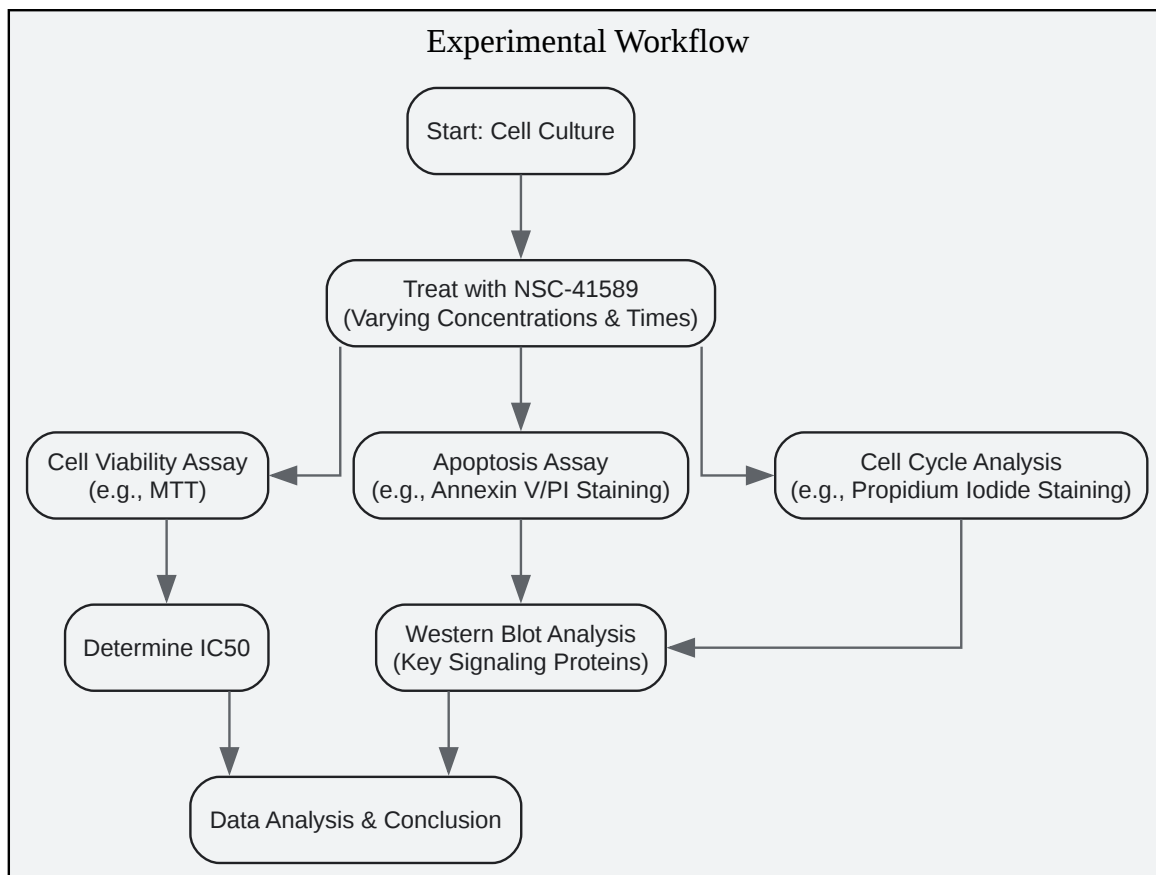 Experimental Workflow
Start: Cell Culture
Treat with NSC-41589
(Varying Concentrations & Times)
Cell Viability Assay
(e.g., MTT)
Apoptosis Assay
(e.g., Annexin V/PI Staining)
Cell Cycle Analysis
(e.g., Propidium Iodide Staining)
Determine IC50
Western Blot Analysis
(Key Signaling Proteins)
Data Analysis & Conclusion